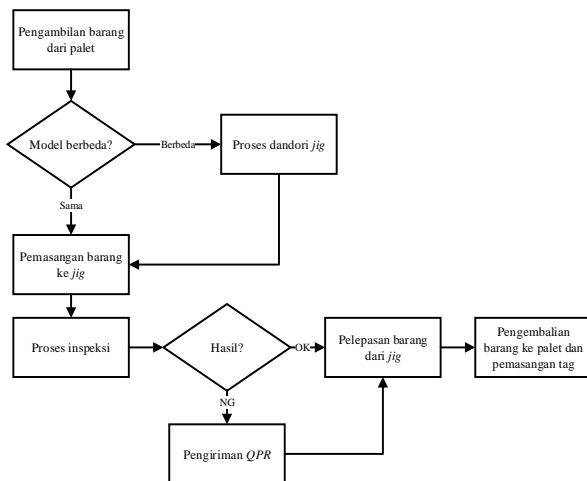 Pengambilan barang
dari palet
Model berbeda?
Berbeda
Proses dandori jig
Sama
Pemasangan barang
ke jig
Proses inspeksi
Hasil?
OK
Pelepasan barang
dari jig
Pengembalian
barang ke palet dan
pemasangan tag
NG
Pengiriman QPR